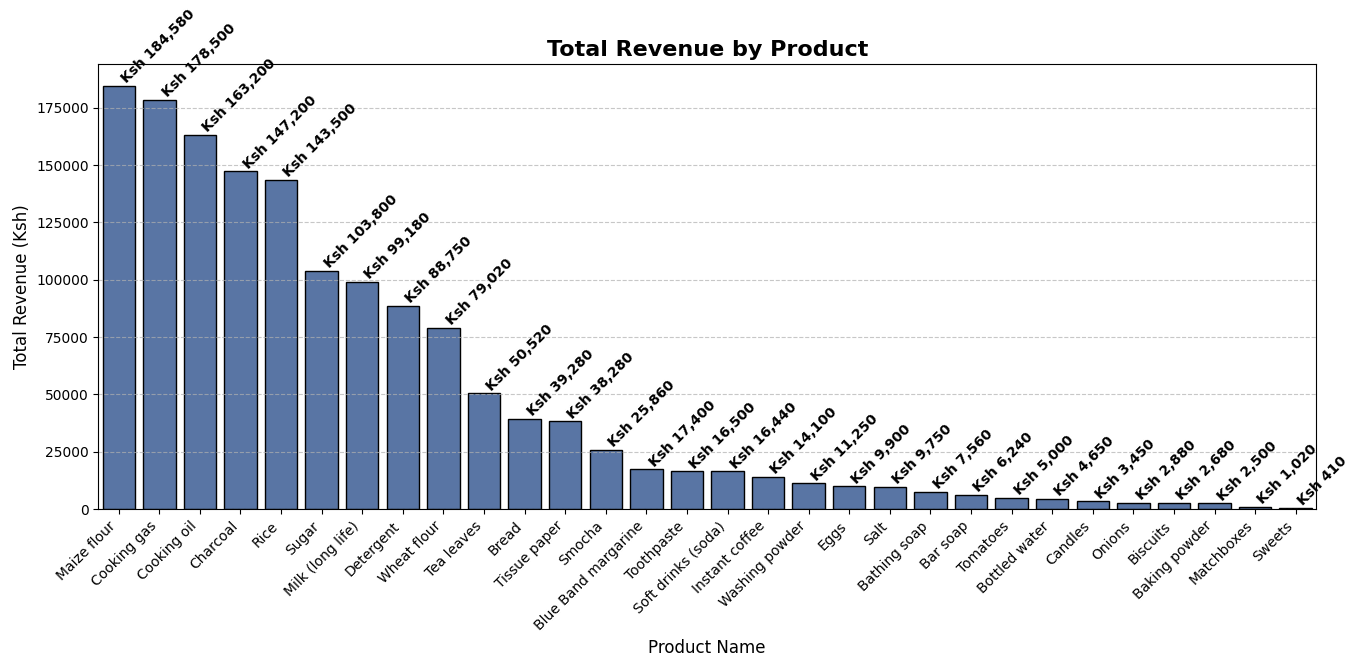 Total Revenue by Product
Total Revenue (Ksh)
175000
150000
125000
100000
75000
50000
25000
0
Ksh 184,580
Ksh 178,500
Ksh 163,200
Ksh 147,200
Ksh 143,500
Ksh 103,800
Ksh 99,180
Ksh 88,750
Ksh 79,020
Ksh 50,520
Ksh 39,280
Ksh 38,280
Ksh 25,860
Ksh 17,400
Ksh 16,500
Ksh 16,440
Ksh 14,100
Ksh 11,250
Ksh 9,900
Ksh 9,750
Ksh 7,560
Ksh 6,240
Ksh 5,000
Ksh 4,650
Ksh 3,450
Ksh 2,880
Ksh 2,680
Ksh 2,500
Ksh 1,020
Ksh 410
Maize flour
Cooking gas
Cooking oil
Charcoal
Rice
Sugar
Milk (long life)
Detergent
Wheat flour
Tea leaves
Bread
Tissue paper
Smocha
Blue Band margarine
Toothpaste
Soft drinks (soda)
Instant coffee
Washing powder
Eggs
Salt
Bathing soap
Bar soap
Tomatoes
Bottled water
Candles
Onions
Biscuits
Baking powder
Matchboxes
Sweets
Product Name